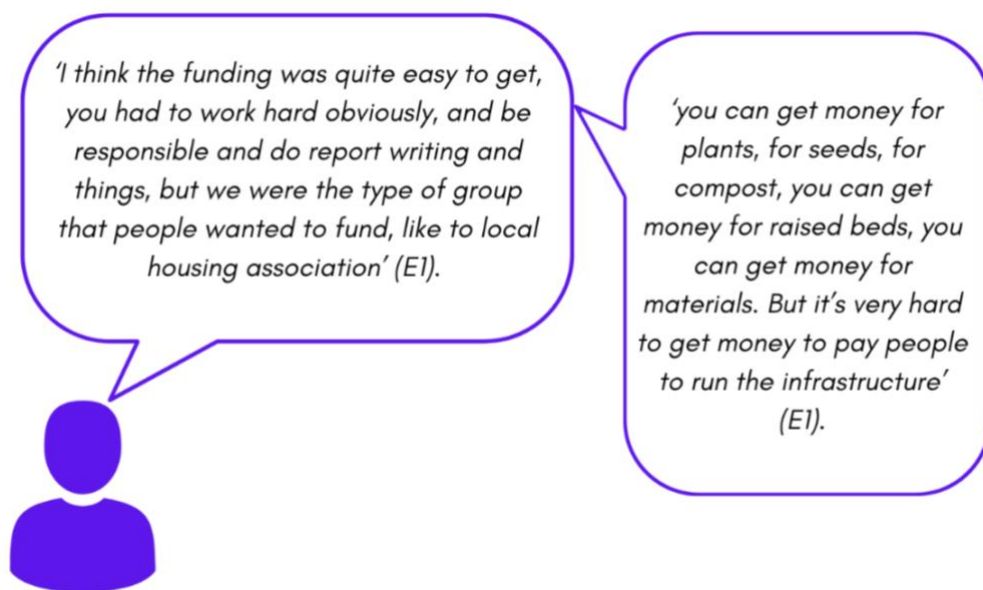 ‘I think the funding was quite easy to get,
you had to work hard obviously, and be
responsible and do report writing and
things, but we were the type of group
that people wanted to fund, like to local
housing association’ (E1).
‘you can get money for
plants, for seeds, for
compost, you can get
money for raised beds, you
can get money for
materials. But it’s very hard
to get money to pay people
to run the infrastructure’
(E1).